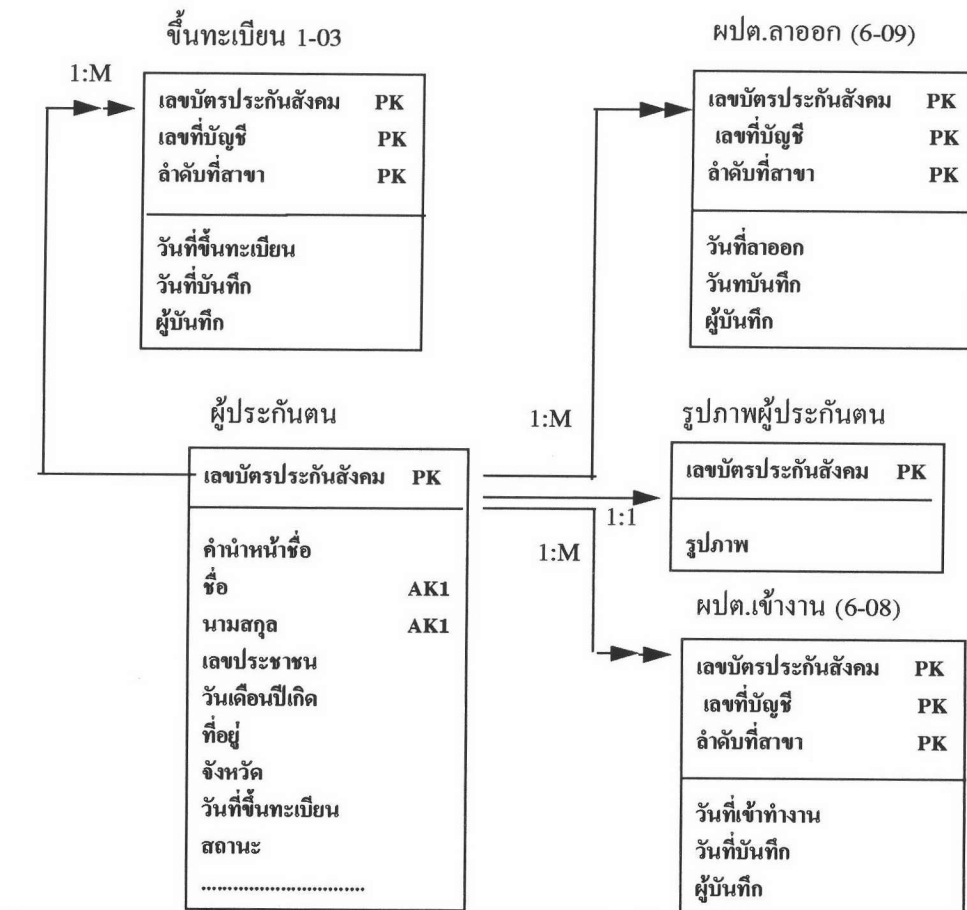 ขึ้นทะเบียน 1-03
1:M
เลขบัตรประกันสังคม PK
เลขที่บัญชี PK
ลำดับที่สาขา PK
วันที่ขึ้นทะเบียน
วันที่บันทึก
ผู้บันทึก
ผปต.ลาออก (6-09)
เลขบัตรประกันสังคม PK
เลขที่บัญชี PK
ลำดับที่สาขา PK
วันที่ลาออก
วันทบันทึก
ผู้บันทึก
ผู้ประกันตน
เลขบัตรประกันสังคม PK
คำนำหน้าชื่อ
ชื่อ AK1
นามสกุล AK1
เลขประชาชน
วันเดือนปีเกิด
ที่อยู่
จังหวัด
วันที่ขึ้นทะเบียน
สถานะ
................................
1:M
1:1
1:M
รูปภาพผู้ประกันตน
เลขบัตรประกันสังคม PK
รูปภาพ
ผปต.เข้างาน (6-08)
เลขบัตรประกันสังคม PK
เลขที่บัญชี PK
ลำดับที่สาขา PK
วันที่เข้าทำงาน
วันที่บันทึก
ผู้บันทึก